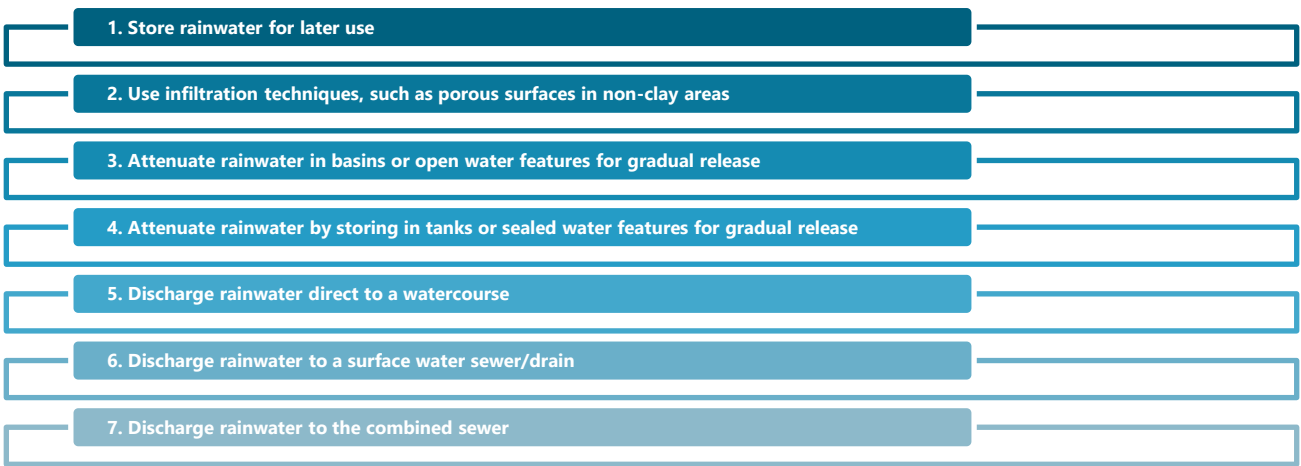 1. Store rainwater for later use
2. Use infiltration techniques, such as porous surfaces in non-clay areas
3. Attenuate rainwater in basins or open water features for gradual release
4. Attenuate rainwater by storing in tanks or sealed water features for gradual release
5. Discharge rainwater direct to a watercourse
6. Discharge rainwater to a surface water sewer/drain
7. Discharge rainwater to the combined sewer